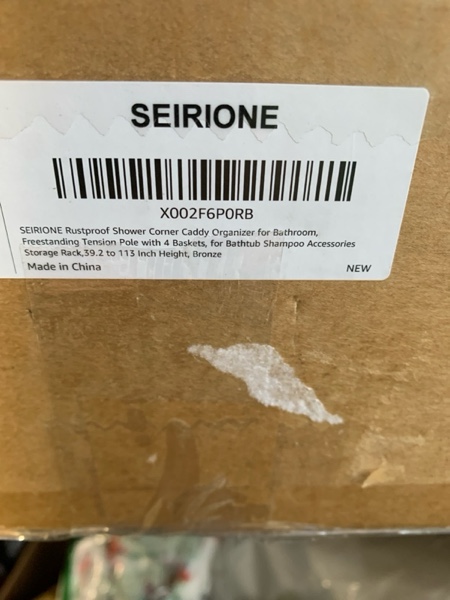 SEIRIONE
X002F6P0RB
SEIRIONE Rustproof Shower Corner Caddy Organizer for Bathroom,
Freestanding Tension Pole with 4 Baskets, for Bathtub Shampoo Accessories
Storage Rack,39.2 to 113 Inch Height, Bronze
Made in China
NEW